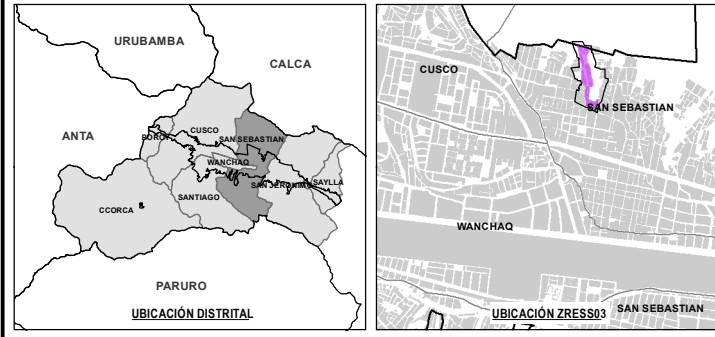 URUBAMBA
CALCA
ANTA
CUSCO
POROY
SAN SEBASTIAN
WANCHAQ
SAN JERONIMO
SAYLLA
SANTIAGO
CCORCA
PARURO
UBICACIÓN DISTRITAL
CUSCO
SAN SEBASTIAN
WANCHAQ
SAN SEBASTIAN
UBICACIÓN ZRESS03